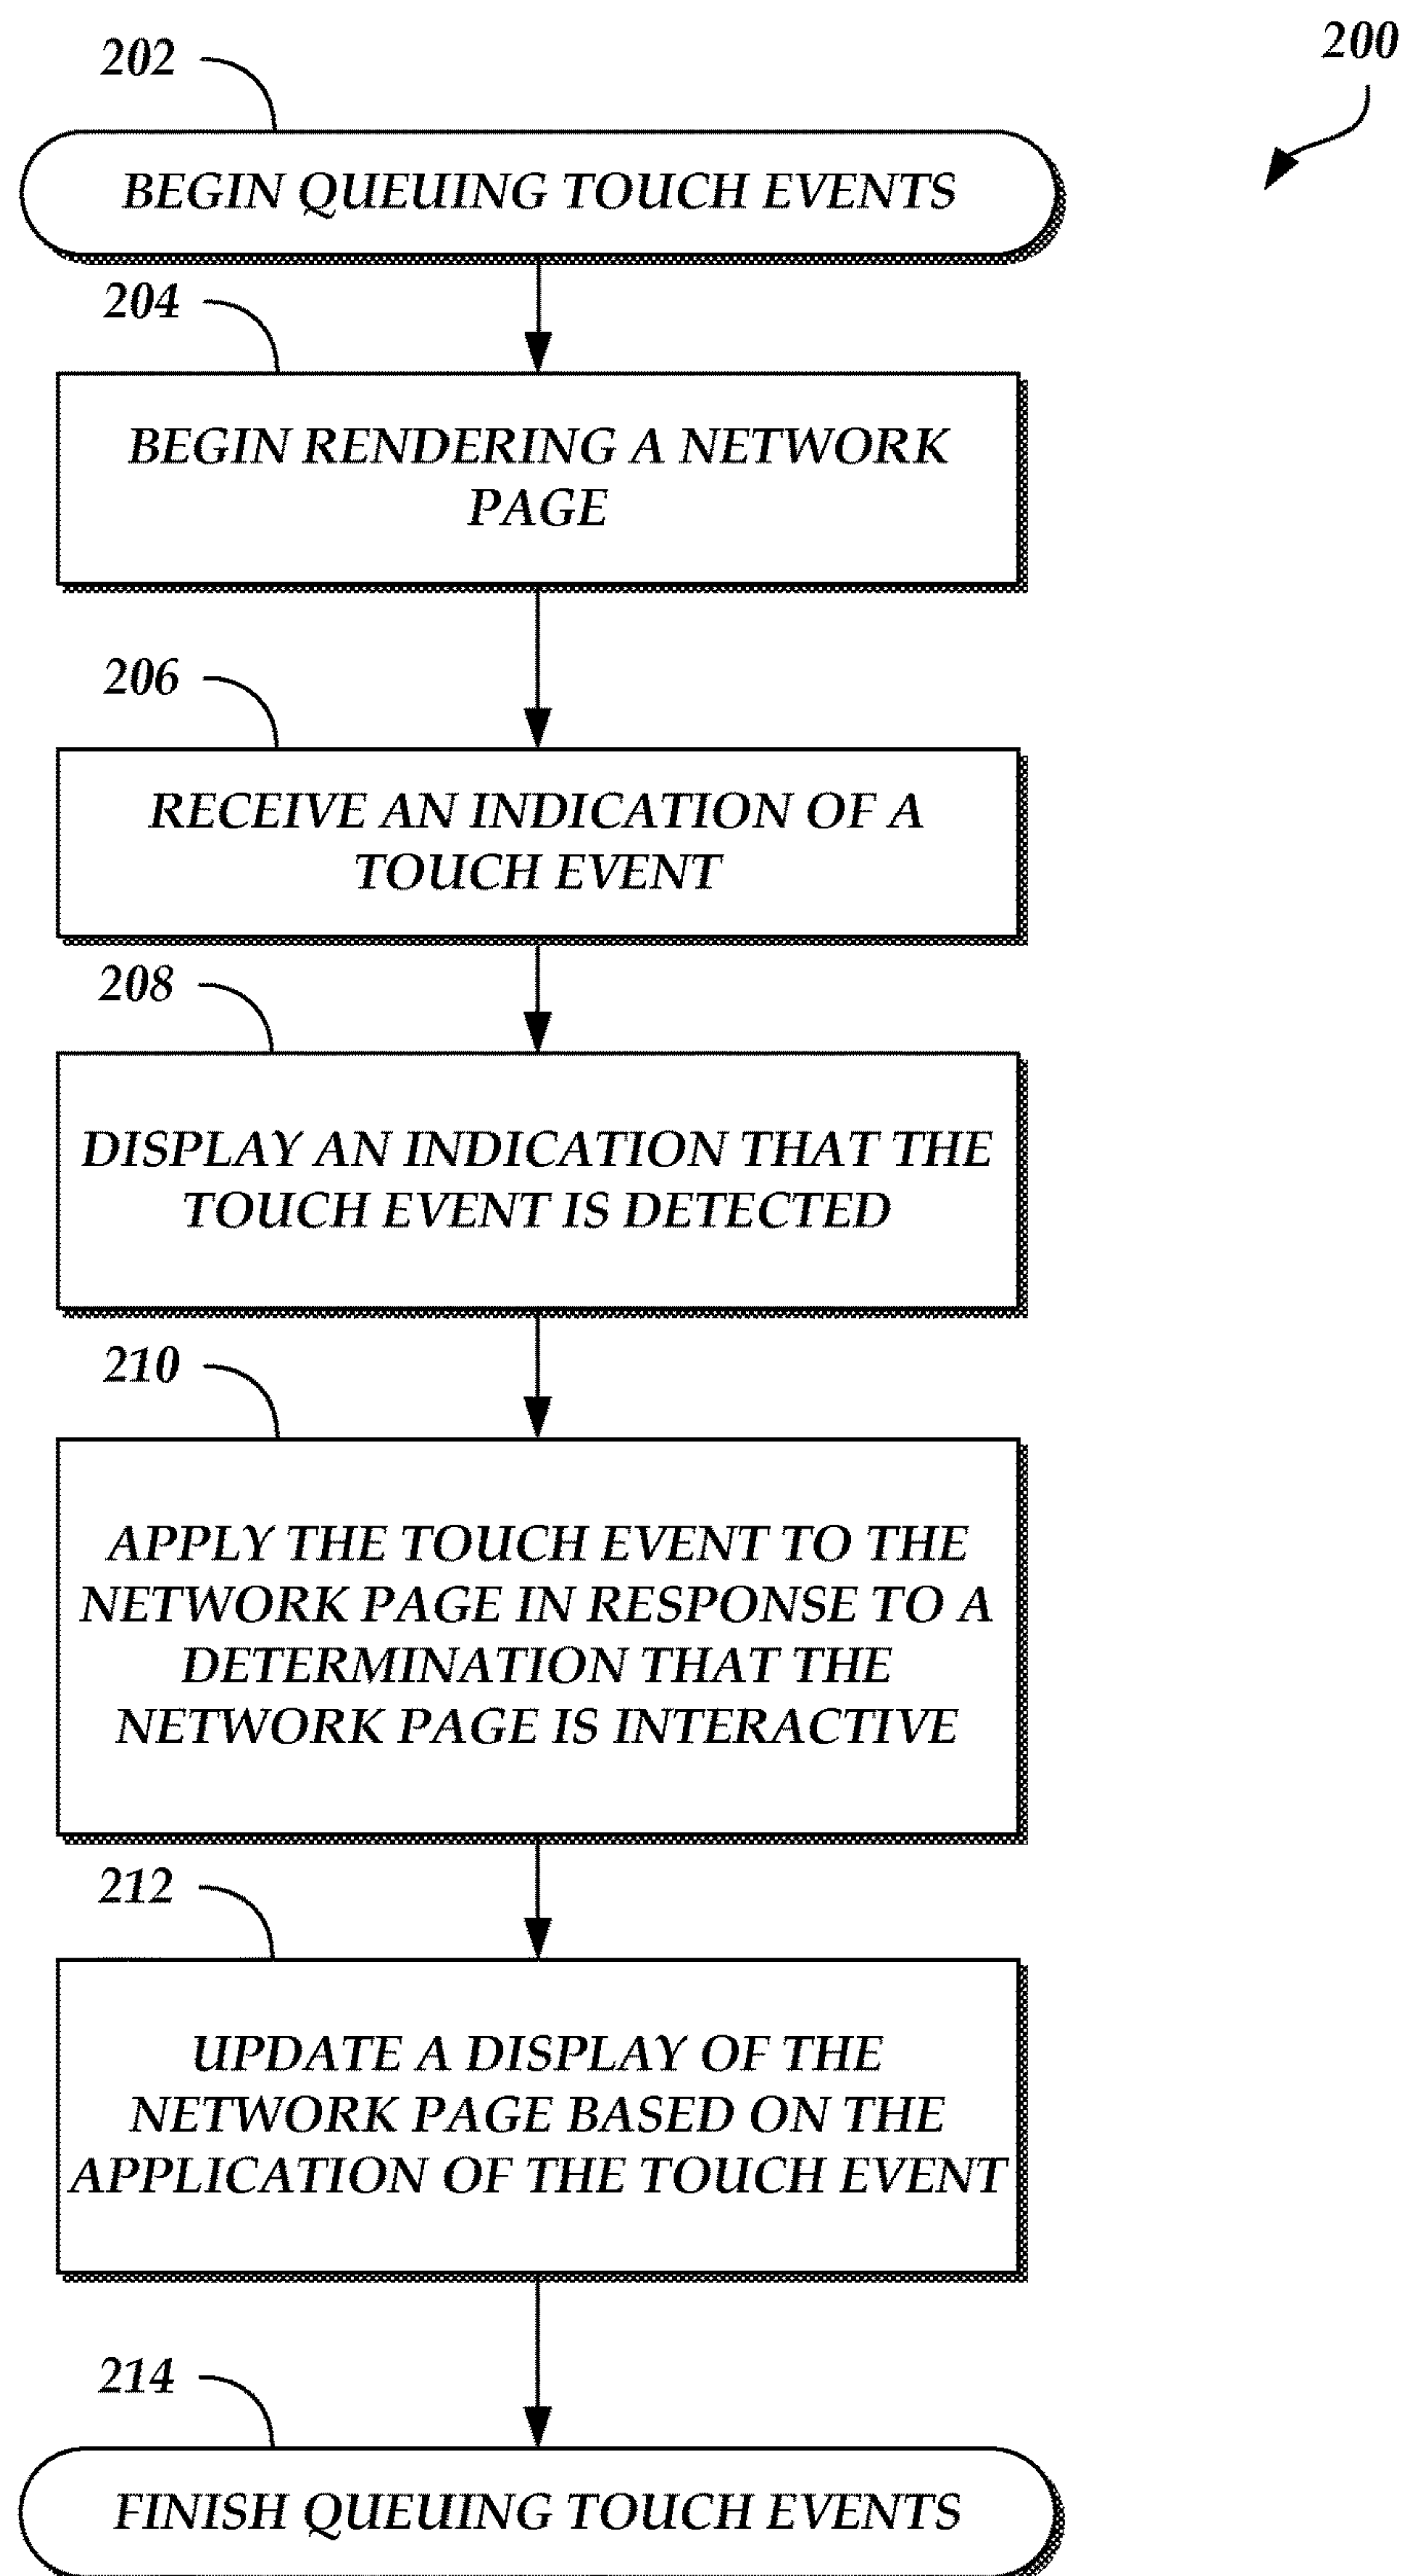 200
202
BEGIN QUEUING TOUCH EVENTS
204
BEGIN RENDERING A NETWORK
PAGE
206
RECEIVE AN INDICATION OF A
TOUCH EVENT
208
DISPLAY AN INDICATION THAT THE
TOUCH EVENT IS DETECTED
210
APPLY THE TOUCH EVENT TO THE
NETWORK PAGE IN RESPONSE TO A
DETERMINATION THAT THE
NETWORK PAGE IS INTERACTIVE
212
UPDATE A DISPLAY OF THE
NETWORK PAGE BASED ON THE
APPLICATION OF THE TOUCH EVENT
214
FINISH QUEUING TOUCH EVENTS